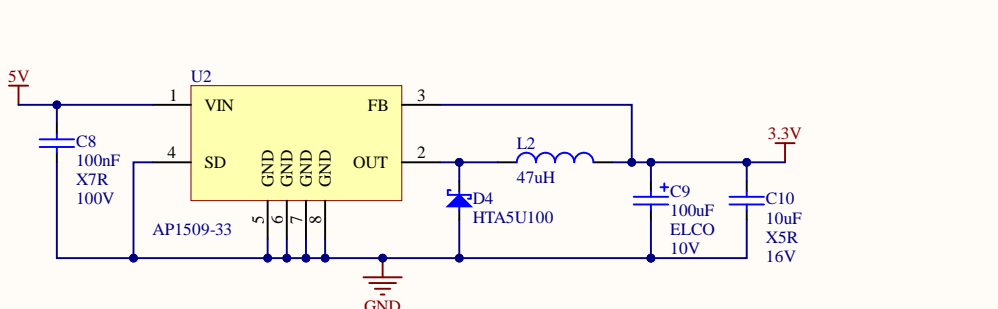 5V
U2
1
VIN
FB
3
C8
100nF
X7R
100V
4
SD
GND
GND
GND
GND
OUT
2
L2
47uH
3.3V
5
6
7
8
AP1509-33
D4
HTA5U100
+
C9
100uF
ELCO
10V
C10
10uF
X5R
16V
GND